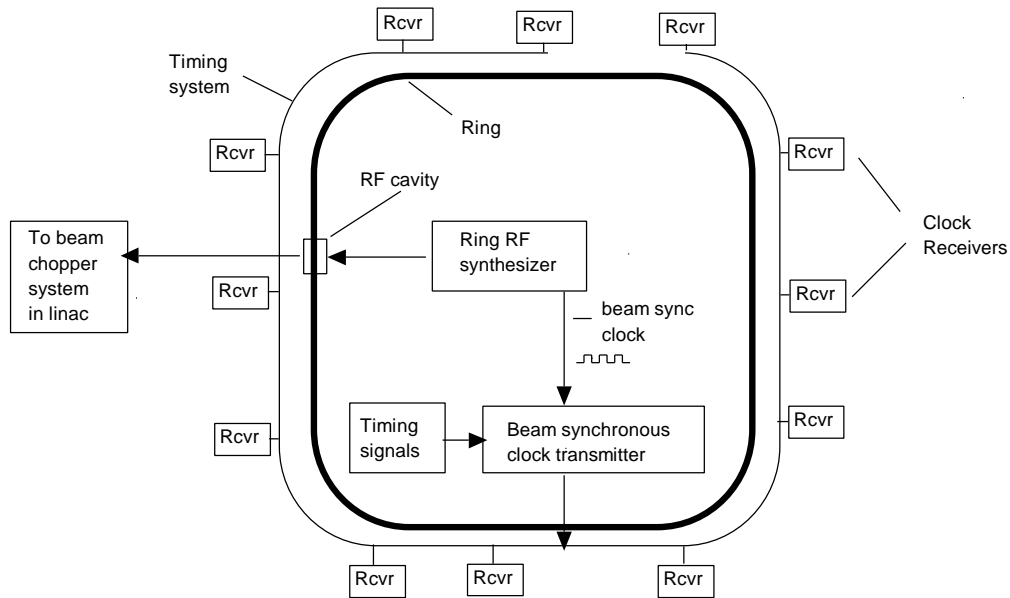 Rcvr
Rcvr
Rcvr
Timing
system
Ring
Rcvr
Rcvr
RF cavity
To beam
chopper
system
in linac
Ring RF
synthesizer
Clock
Receivers
Rcvr
Rcvr
beam sync
clock
Timing
signals
Beam synchronous
clock transmitter
Rcvr
Rcvr
Rcvr
Rcvr
Rcvr